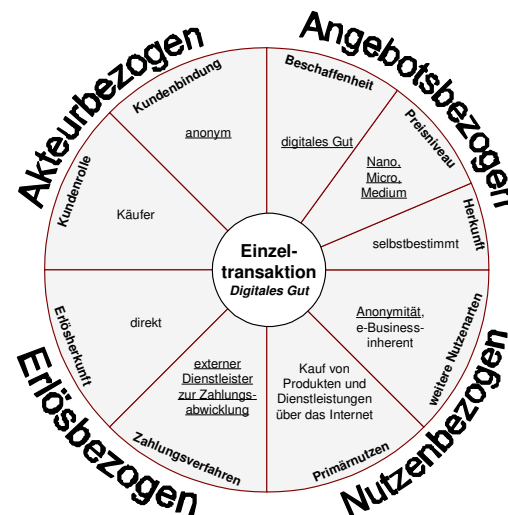 Akteurbezogen
Angebotsbezogen
Kundenbindung
anonym
Beschaffenheit
digitales Gut
Preisniveau
Nano,
Micro,
Medium
Herkunft
selbstbestimmt
Kundenrolle
Käufer
Einzel-
transaktion
Digitales Gut
Erlösherkunft
direkt
Anonymität,
e-Business-
inherent
weitere Nutzenarten
externer
Dienstleister
zur Zahlungs-
abwicklung
Zahlungsverfahren
Kauf von
Produkten und
Dienstleistungen
über das Internet
Primärnutzen
Erlösbezogen
Nutzenbezogen